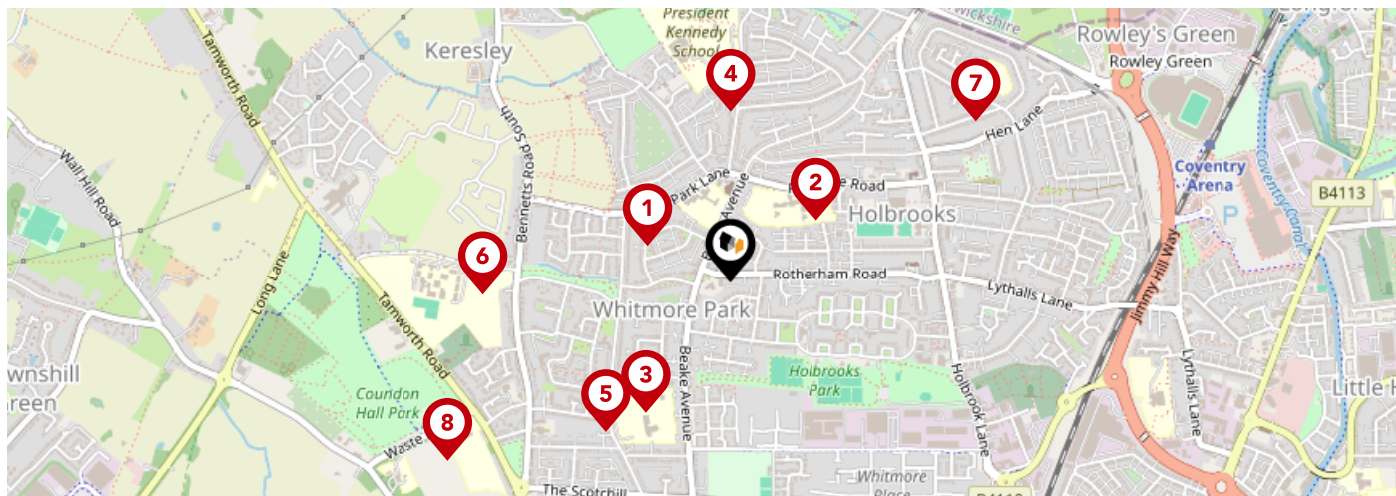 President
Kennedy
School
Rowley's Green
Rowley Green
Keresley
Tamworth Road
4
7
Hen Lane
Bennetts Road South
Wall Hill Road
Coventry
Arena
Coventry Canal
B4113
P
Park Lane
2
Road
Holbrooks
1
Avenue
6
Long Lane
Rotherham Road
Lythalls Lane
Jimmy Hill Way
Whitmore Park
Tamworth Road
Beake Avenue
3
5
Holbrooks
Park
Holbrook Lane
Lythalls Lane
Coundon
Hall Park
8
Waste
Little
Whitmore
Place
The Scotchill